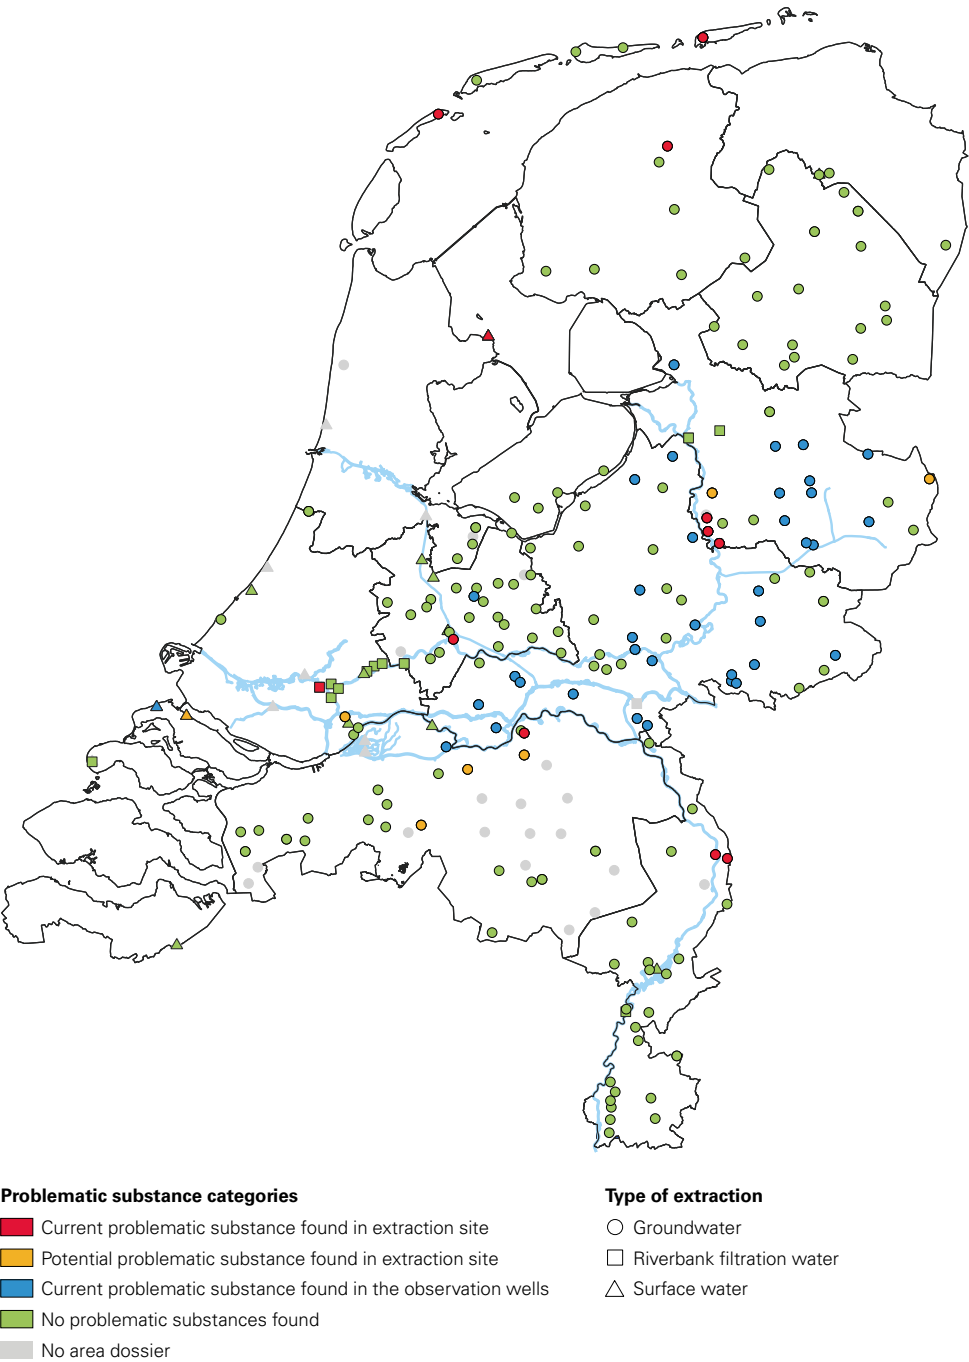 Problematic substance categories
Current problematic substance found in extraction site
Potential problematic substance found in extraction site
Current problematic substance found in the observation wells
No problematic substances found
No area dossier
Type of extraction
Groundwater
Riverbank filtration water
Surface water